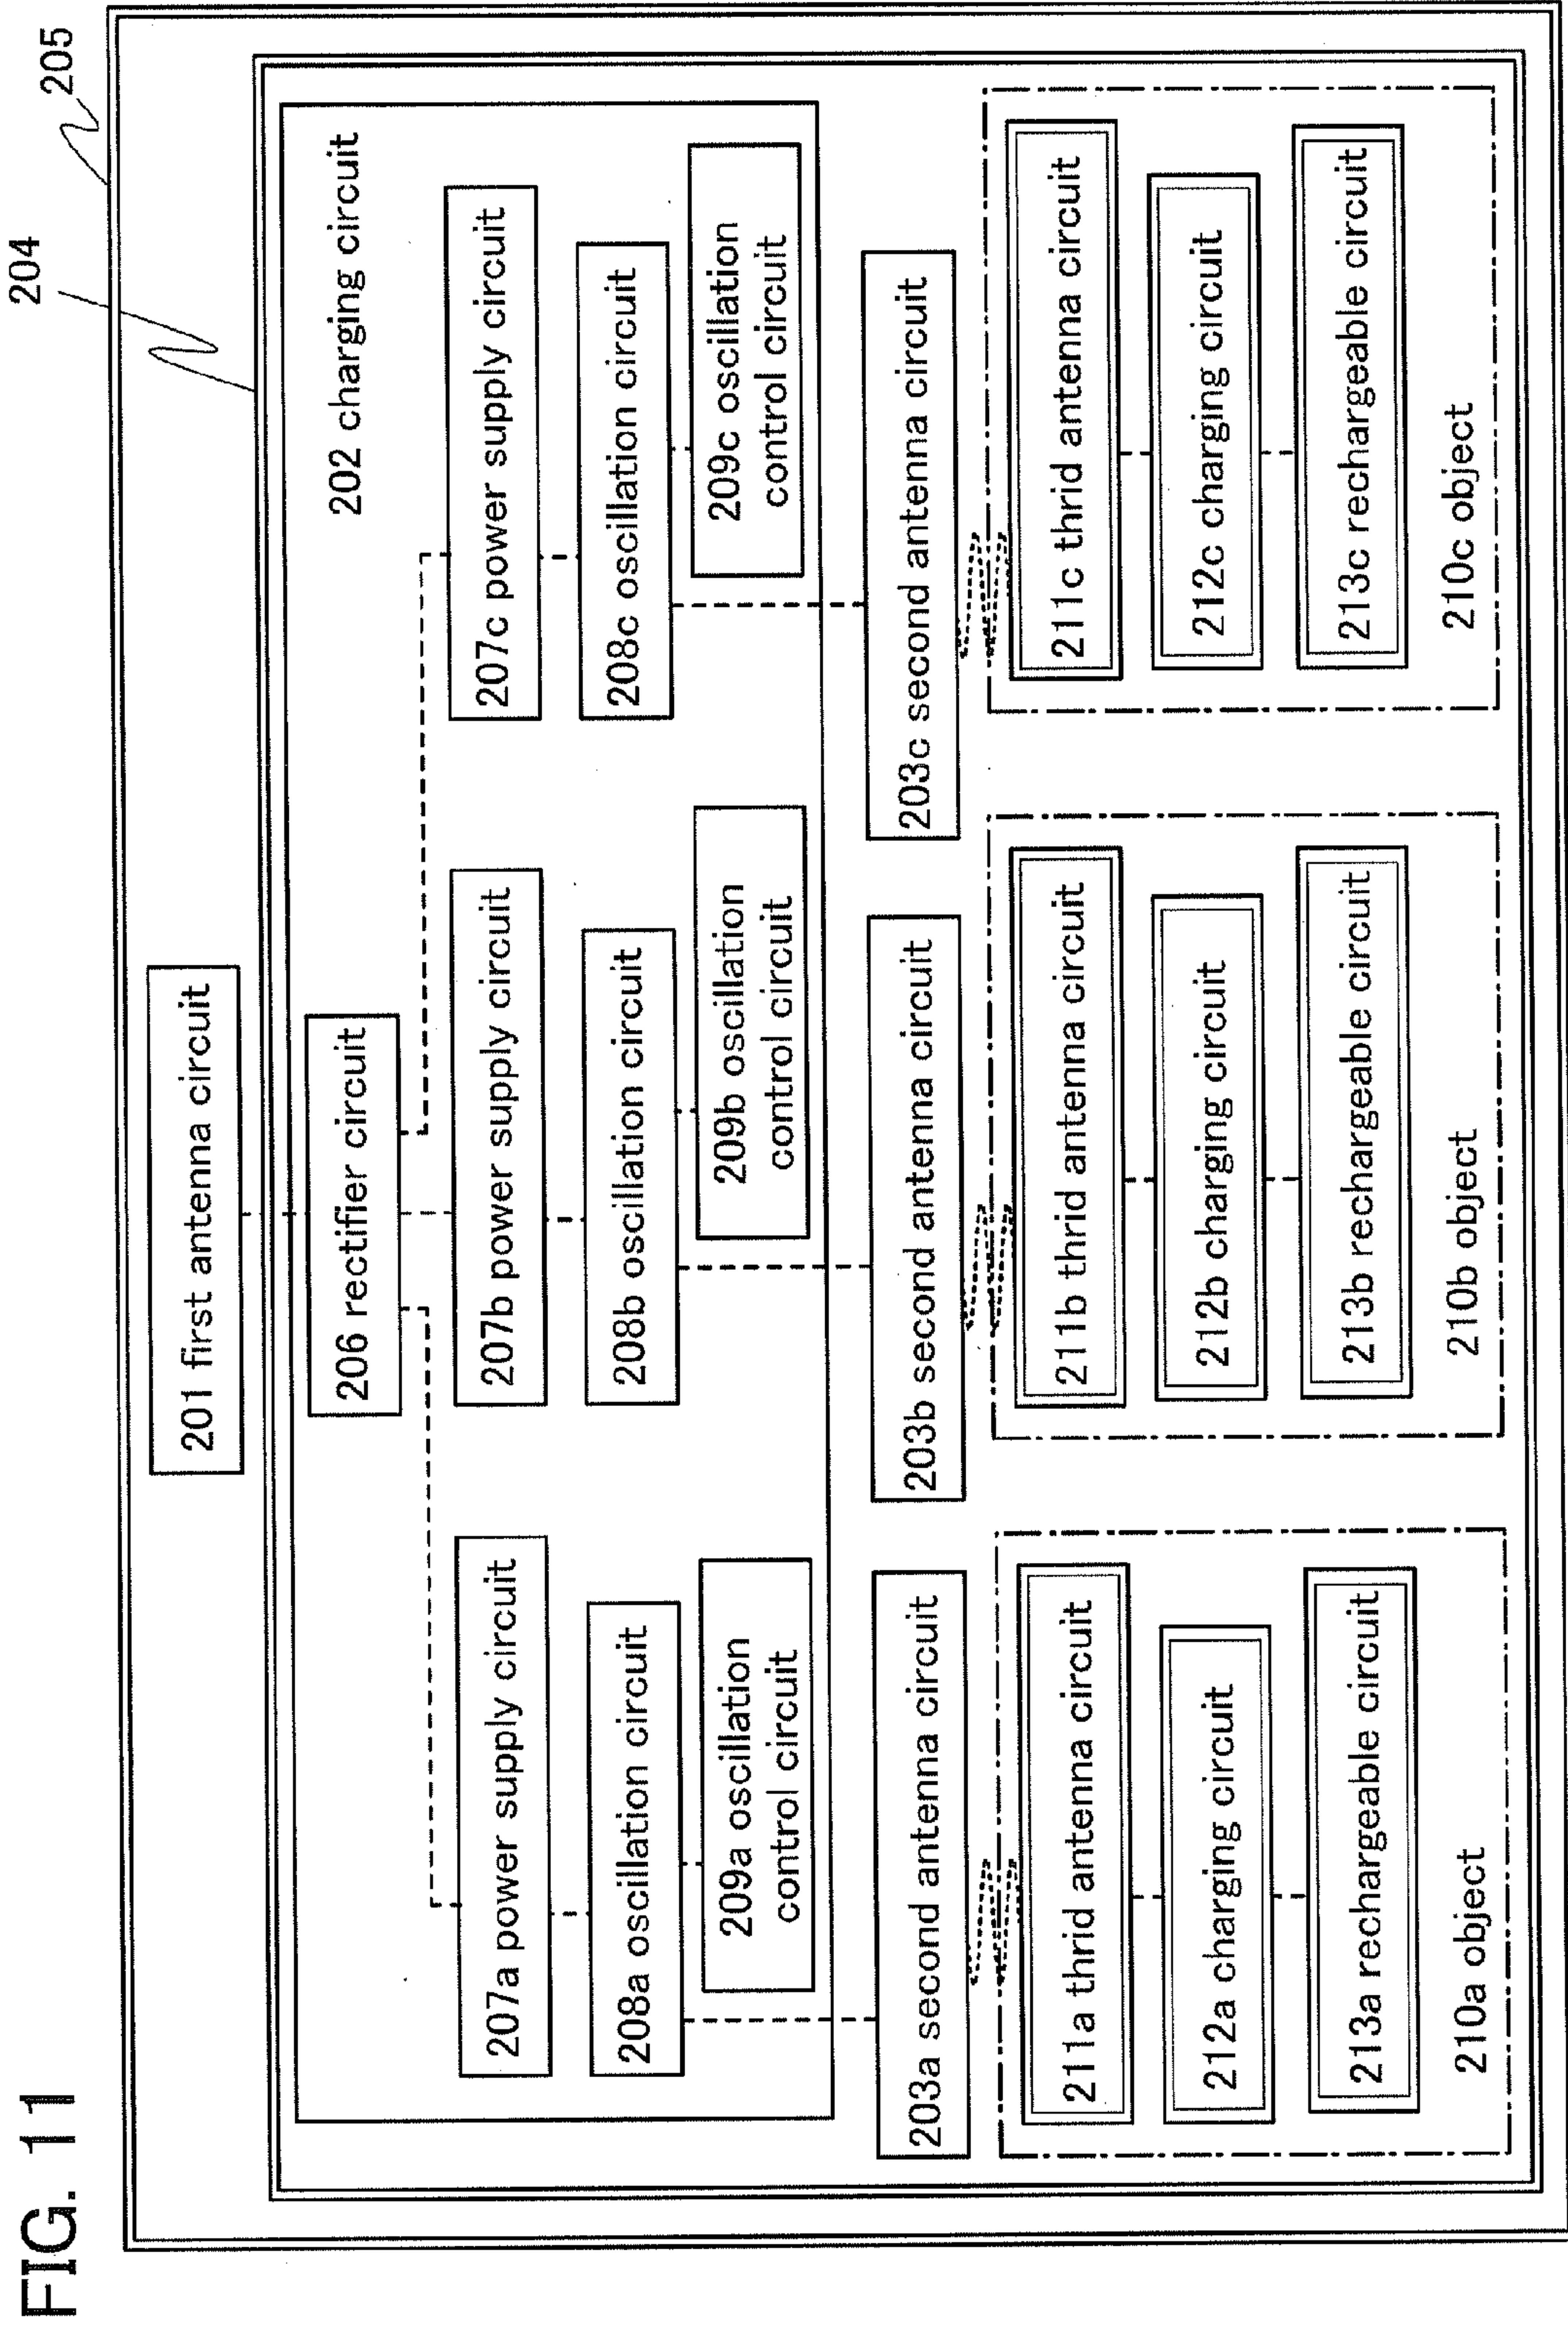 FIG. 11
204
205
201 first antenna circuit
202 charging circuit
206 rectifier circuit
207a power supply circuit
207b power supply circuit
207c power supply circuit
208a oscillation circuit
208b oscillation circuit
208c oscillation circuit
209a oscillation
control circuit
209b oscillation
control circuit
209c oscillation
control circuit
203a second antenna circuit
203b second antenna circuit
203c second antenna circuit
211a thrid antenna circuit
212a charging circuit
213a rechargeable circuit
210a object
211b thrid antenna circuit
212b charging circuit
213b rechargeable circuit
210b object
211c thrid antenna circuit
212c charging circuit
213c rechargeable circuit
210c object